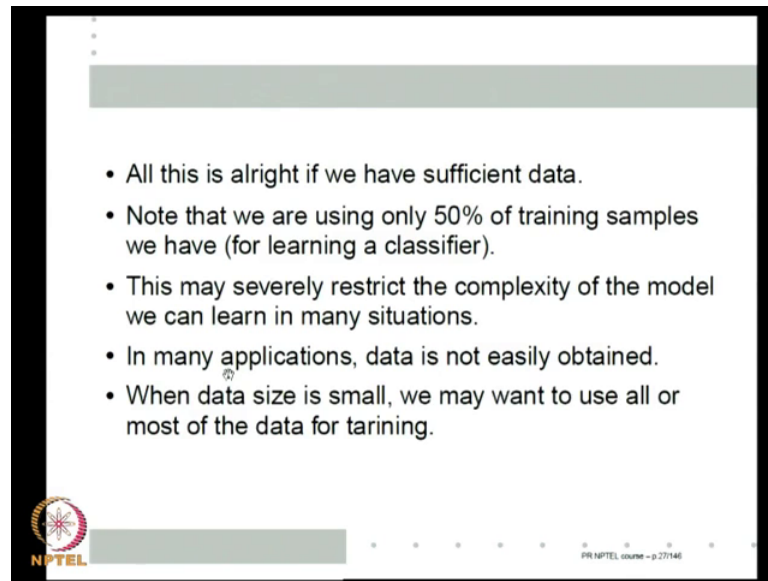 • All this is alright if we have sufficient data.
• Note that we are using only 50% of training samples
we have (for learning a classifier).
• This may severely restrict the complexity of the model
we can learn in many situations.
• In many applications, data is not easily obtained.
• When data size is small, we may want to use all or
most of the data for tarining.
NPTEL
PR NPTEL course – p.27/146